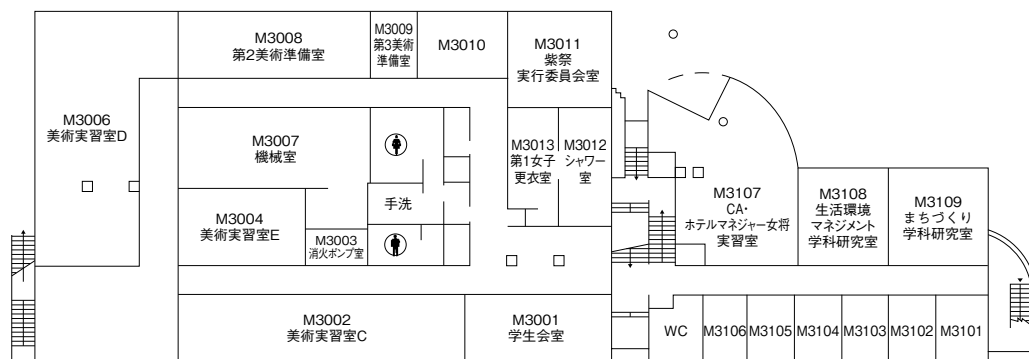 M3008
第2美術準備室
M3009
第3美術
準備室
M3010
M3011
紫祭
実行委員会室
M3006
美術実習室D
M3007
機械室
M3013
第1女子
更衣室
M3012
シャワー
室
手洗
M3004
美術実習室E
M3003
消火ポンプ室
M3107
CA・
ホテルマネジャー女将
実習室
M3108
生活環境
マネジメント
学科研究室
M3109
まちづくり
学科研究室
M3002
美術実習室C
M3001
学生会室
WC
M3106
M3105
M3104
M3103
M3102
M3101